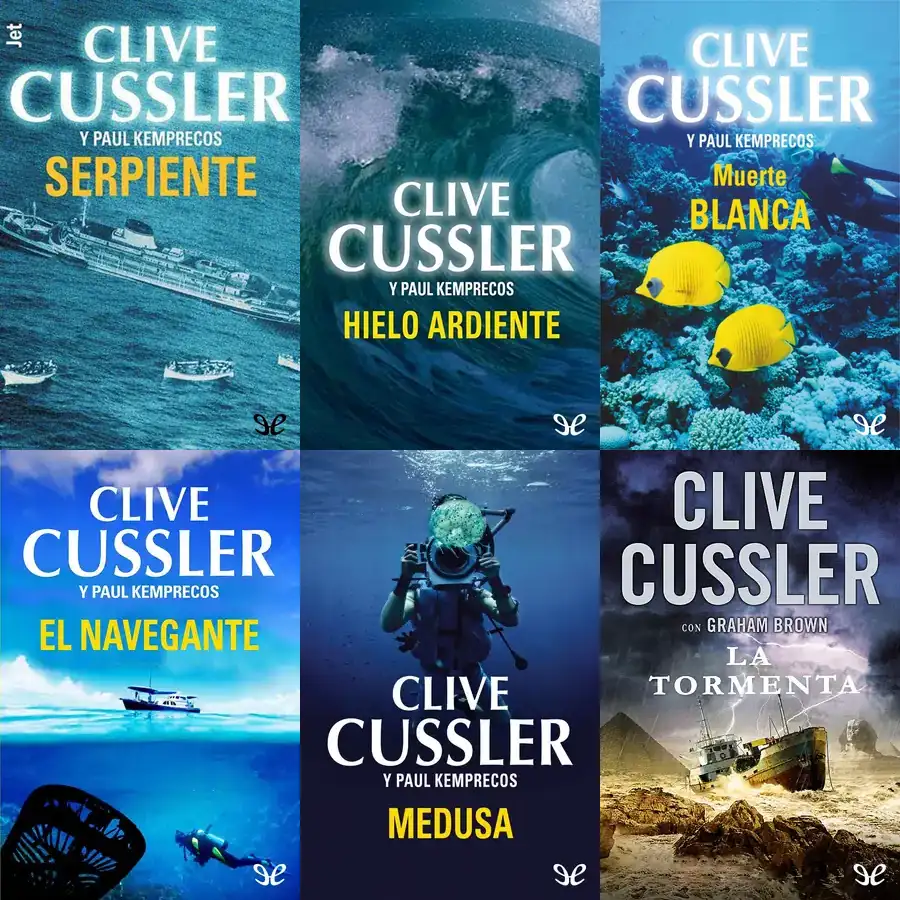 Jet
CLIVE
CUSSLER
Y PAUL KEMPRECOS
SERPIENTE
CLIVE
CUSSLER
Y PAUL KEMPRECOS
HIELO ARDIENTE
CLIVE
CUSSLER
Y PAUL KEMPRECOS
Muerte
BLANCA
CLIVE
CUSSLER
Y PAUL KEMPRECOS
EL NAVEGANTE
CLIVE
CUSSLER
Y PAUL KEMPRECOS
MEDUSA
CLIVE
CUSSLER
CON GRAHAM BROWN
LA
TORMENTA